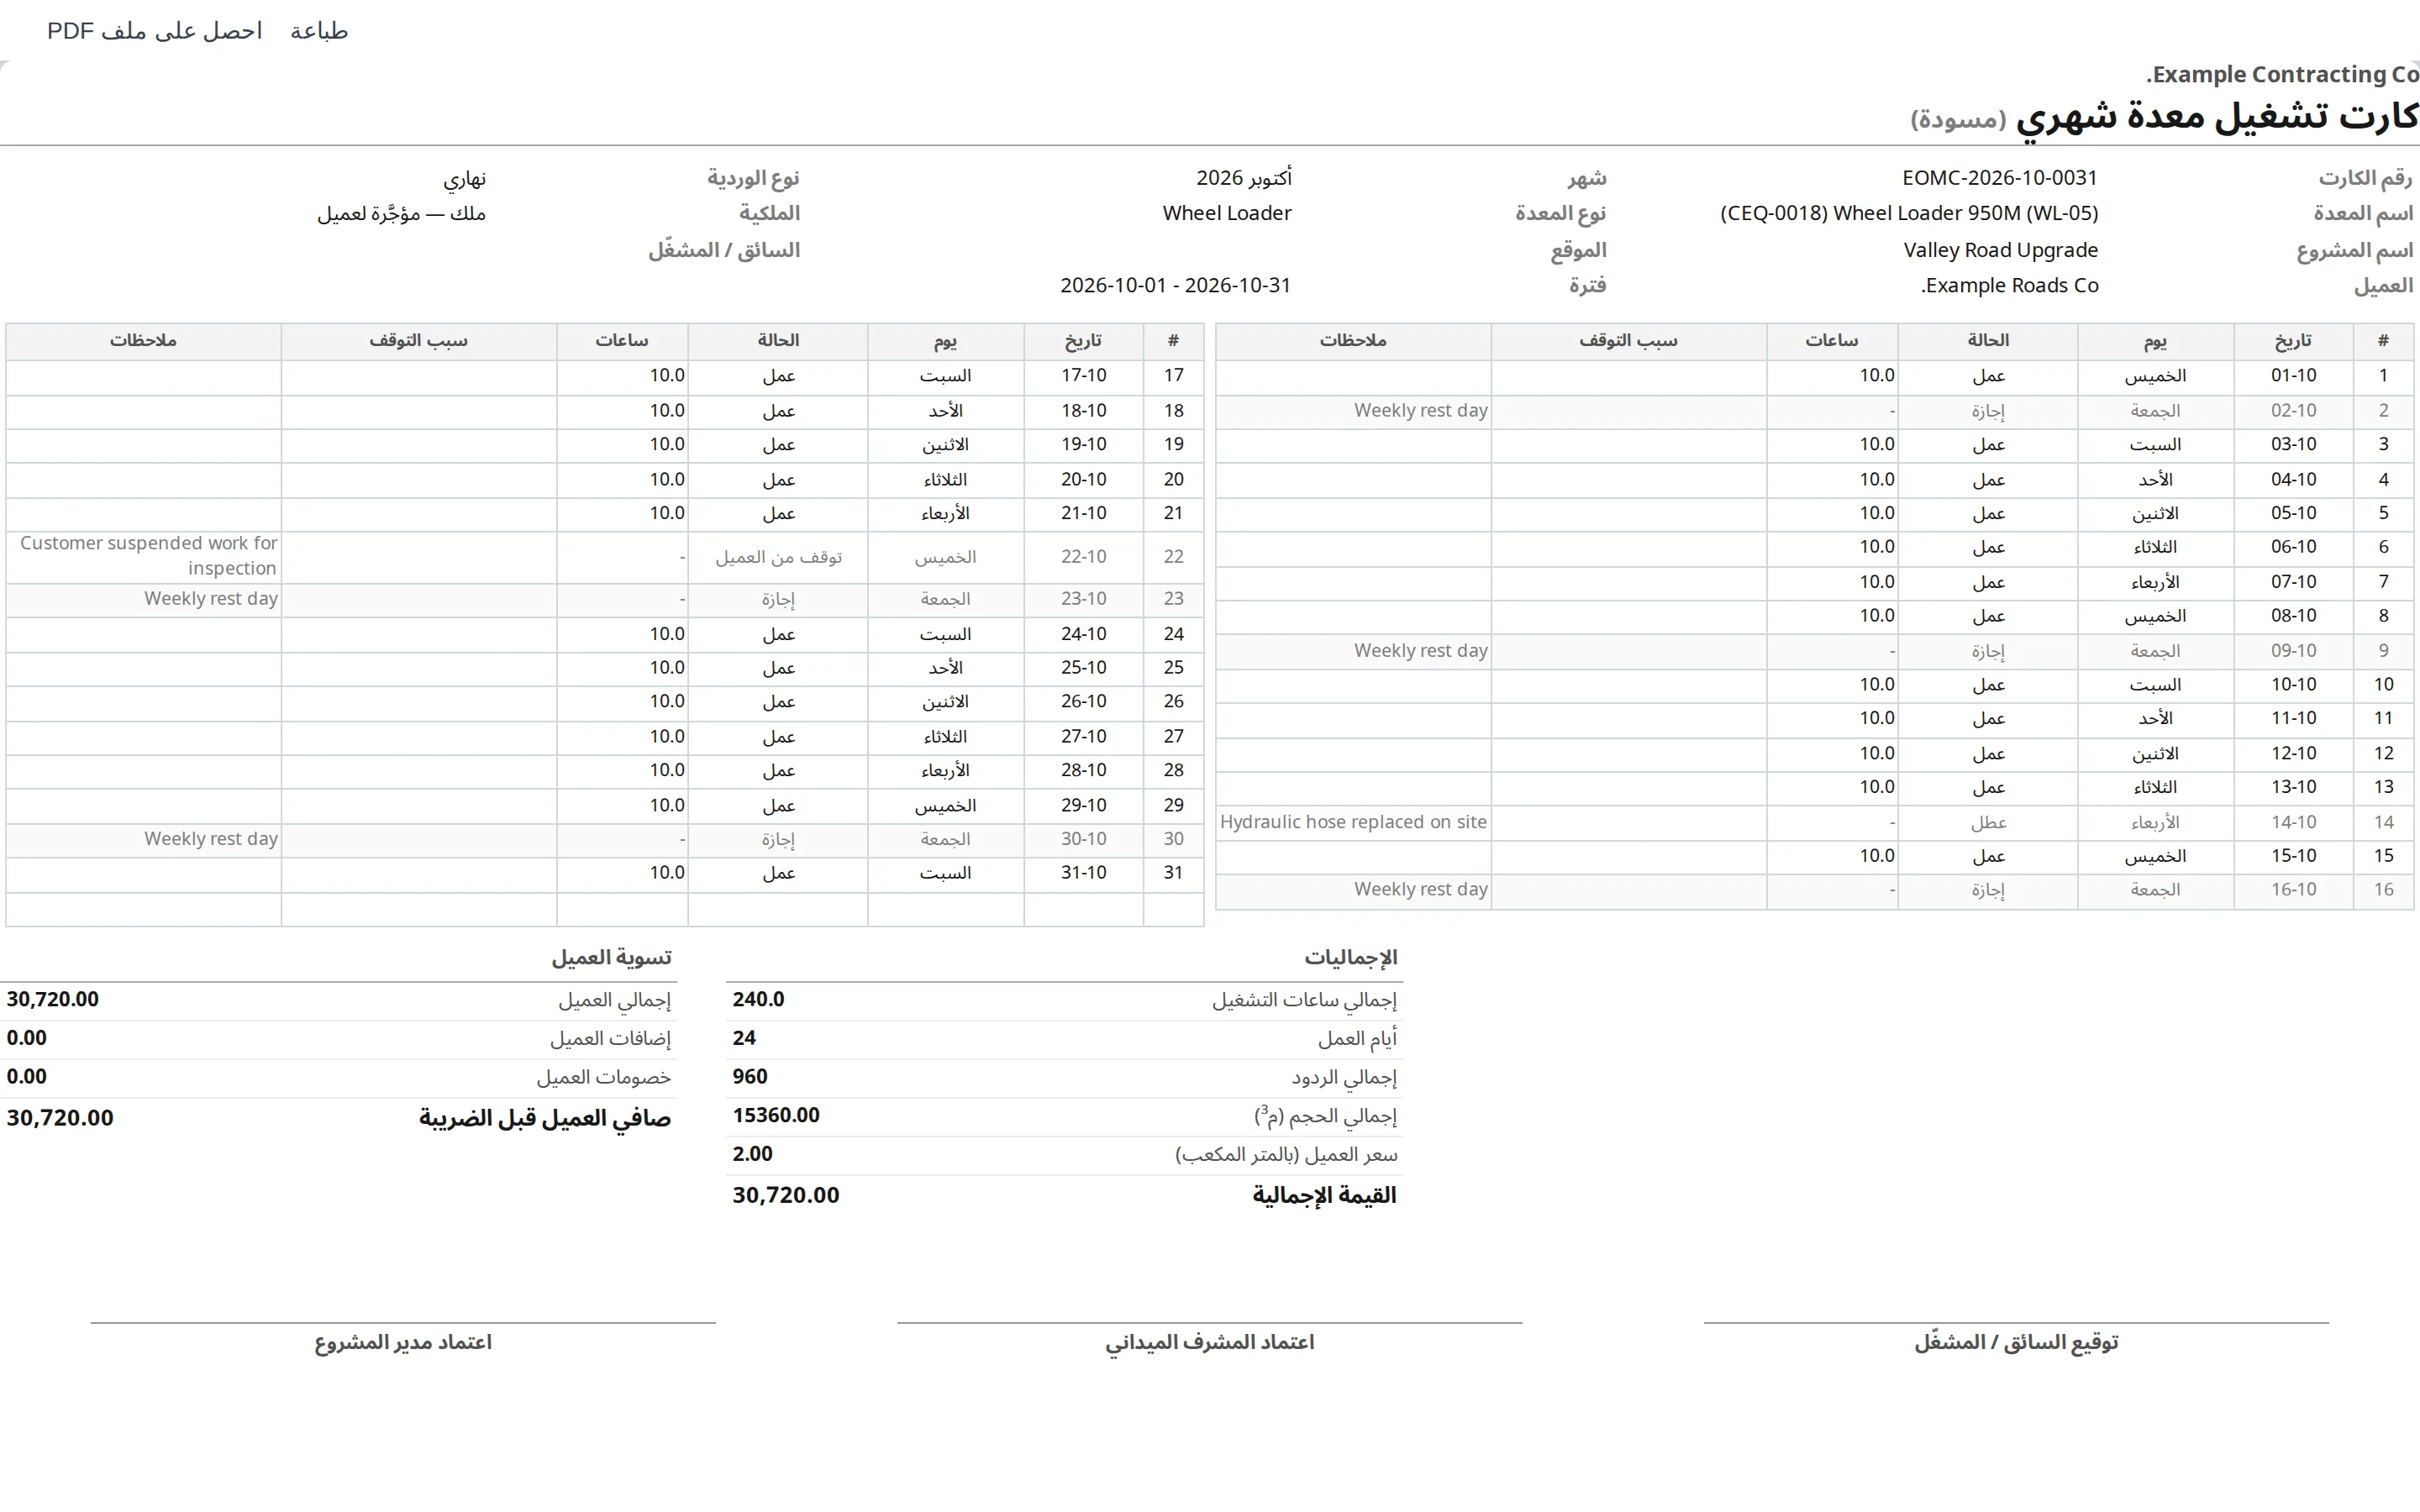 طباعة احصل على ملف PDF
Example Contracting Co.
كارت تشغيل معدة شهري (مسودة)
رقم الكارت EOMC-2026-10-0031 شهر أكتوبر 2026 نوع الوردية نهاري
اسم المعدة (CEQ-0018) Wheel Loader 950M (WL-05) نوع المعدة Wheel Loader الملكية ملك — مؤجَّرة لعميل
اسم المشروع Valley Road Upgrade الموقع السائق / المشغّل
العميل Example Roads Co. فترة 2026-10-01 - 2026-10-31
# تاريخ يوم الحالة ساعات سبب التوقف ملاحظات
1 01-10 الخميس عمل 10.0
2 02-10 الجمعة إجازة - Weekly rest day
3 03-10 السبت عمل 10.0
4 04-10 الأحد عمل 10.0
5 05-10 الاثنين عمل 10.0
6 06-10 الثلاثاء عمل 10.0
7 07-10 الأربعاء عمل 10.0
8 08-10 الخميس عمل 10.0
9 09-10 الجمعة إجازة - Weekly rest day
10 10-10 السبت عمل 10.0
11 11-10 الأحد عمل 10.0
12 12-10 الاثنين عمل 10.0
13 13-10 الثلاثاء عمل 10.0
14 14-10 الأربعاء عطل - Hydraulic hose replaced on site
15 15-10 الخميس عمل 10.0
16 16-10 الجمعة إجازة - Weekly rest day
# تاريخ يوم الحالة ساعات سبب التوقف ملاحظات
17 17-10 السبت عمل 10.0
18 18-10 الأحد عمل 10.0
19 19-10 الاثنين عمل 10.0
20 20-10 الثلاثاء عمل 10.0
21 21-10 الأربعاء عمل 10.0
22 22-10 الخميس توقف من العميل - Customer suspended work for
inspection
23 23-10 الجمعة إجازة - Weekly rest day
24 24-10 السبت عمل 10.0
25 25-10 الأحد عمل 10.0
26 26-10 الاثنين عمل 10.0
27 27-10 الثلاثاء عمل 10.0
28 28-10 الأربعاء عمل 10.0
29 29-10 الخميس عمل 10.0
30 30-10 الجمعة إجازة - Weekly rest day
31 31-10 السبت عمل 10.0
الإجماليات
إجمالي ساعات التشغيل 240.0
أيام العمل 24
إجمالي الردود 960
إجمالي الحجم (م³) 15360.00
سعر العميل (بالمتر المكعب) 2.00
القيمة الإجمالية 30,720.00
تسوية العميل
إجمالي العميل 30,720.00
إضافات العميل 0.00
خصومات العميل 0.00
صافي العميل قبل الضريبة 30,720.00
توقيع السائق / المشغّل اعتماد المشرف الميداني اعتماد مدير المشروع